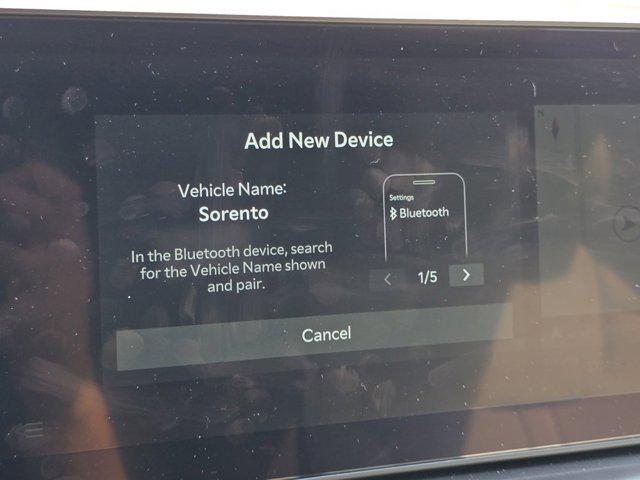 Add New Device
Vehicle Name:
Sorento
In the Bluetooth device, search
for the Vehicle Name shown
and pair.
Settings
Bluetooth
1/5
Cancel
N